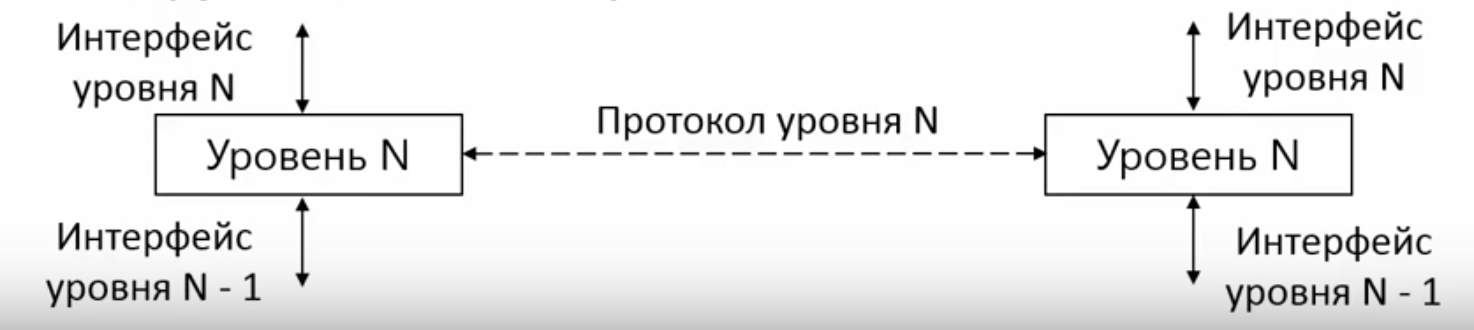 Интерфейс
уровня N
Интерфейс
уровня N
Протокол уровня N
Уровень N
Уровень N
Интерфейс
уровня N - 1
Интерфейс
уровня N - 1